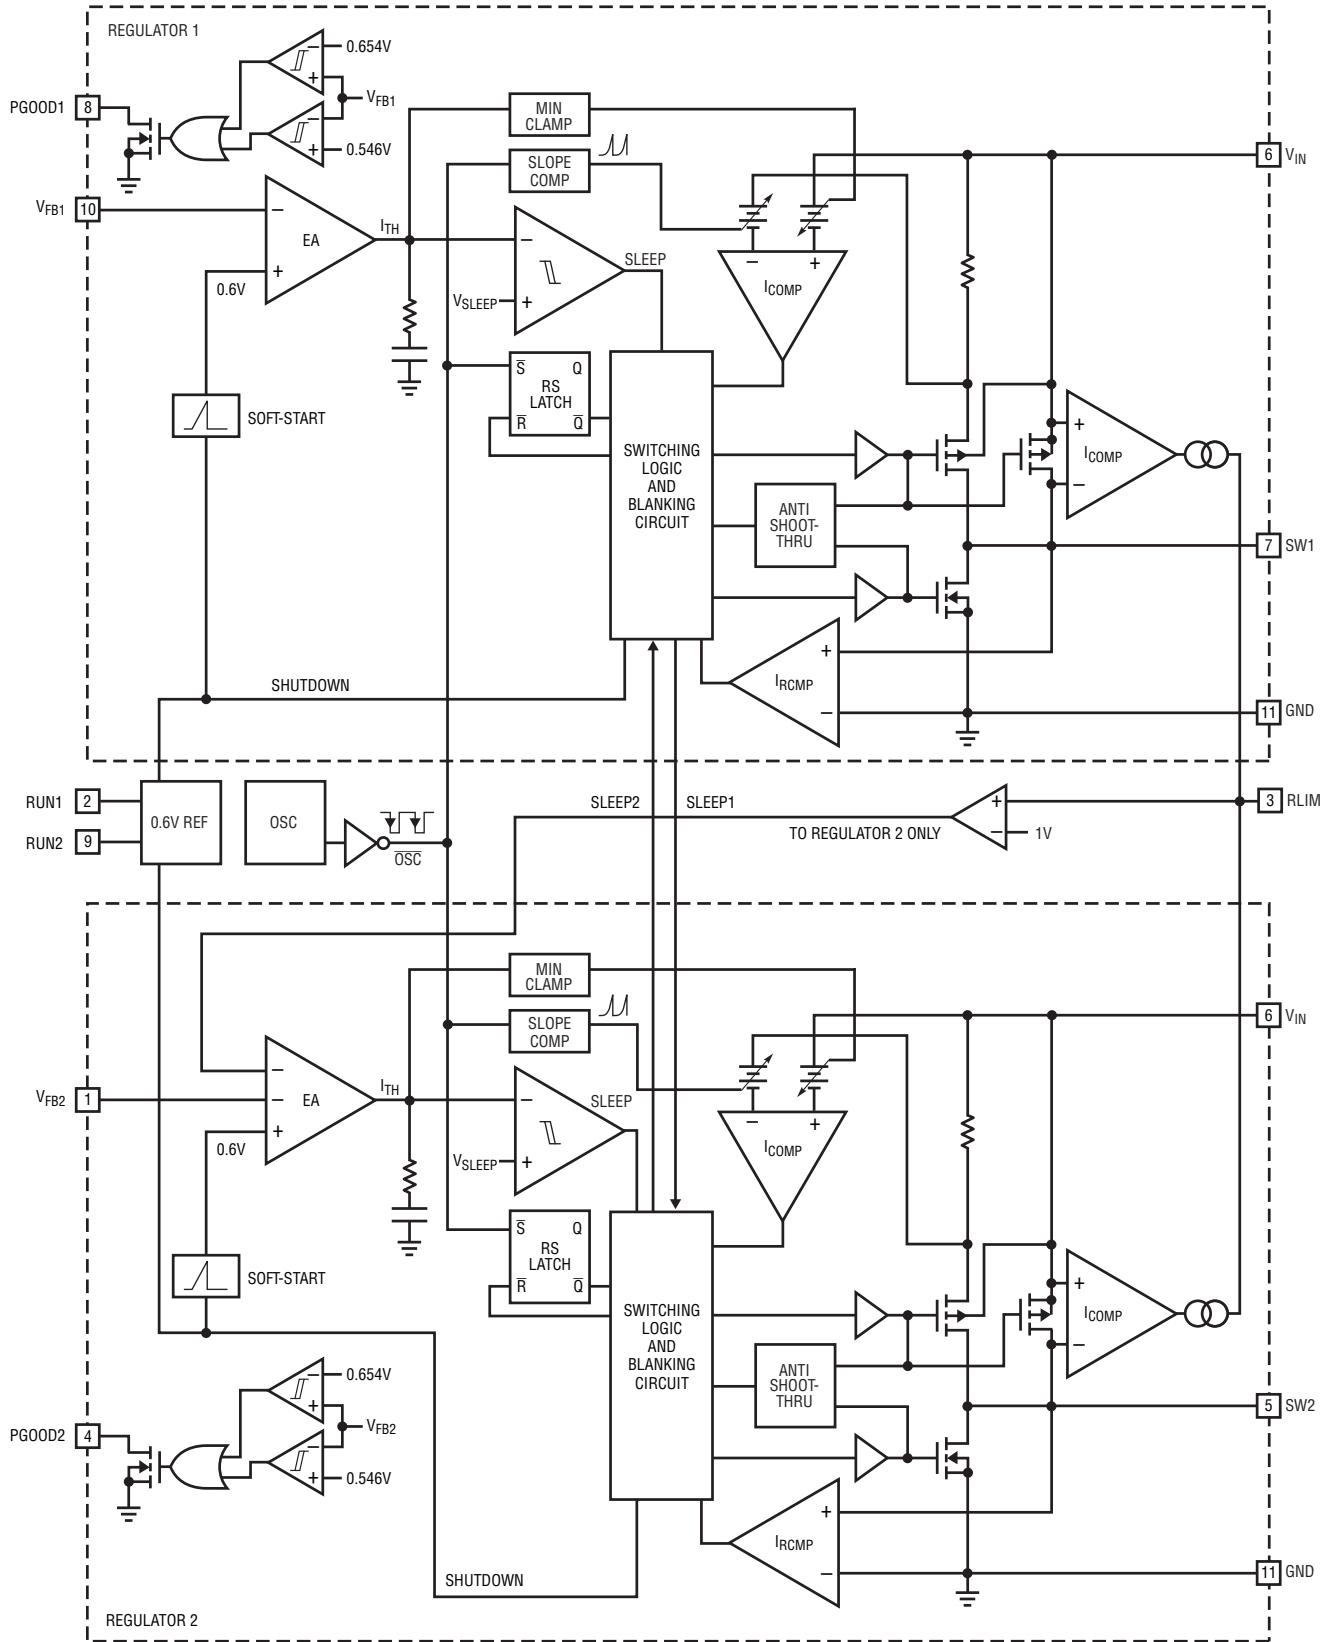 REGULATOR 1
0.654V
−
+
PGOOD1
8
VFB1
−
+
0.546V
MIN
CLAMP
SLOPE
COMP
6
VIN
VFB1
10
−
EA
+
0.6V
ITH
−
SLEEP
VSLEEP
+
−
+
ICOMP
S
Q
RS
LATCH
R
Q
SOFT-START
SWITCHING
LOGIC
AND
BLANKING
CIRCUIT
+
ICOMP
−
ANTI
SHOOT-
THRU
7
SW1
+
IRCMP
−
SHUTDOWN
11
GND
RUN1
2
RUN2
9
0.6V REF
OSC
OSC
SLEEP2
SLEEP1
TO REGULATOR 2 ONLY
+
−
1V
3
RLIM
MIN
CLAMP
SLOPE
COMP
6
VIN
−
VFB2
1
−
EA
+
0.6V
ITH
−
SLEEP
VSLEEP
+
−
+
ICOMP
S
Q
RS
LATCH
R
Q
SOFT-START
SWITCHING
LOGIC
AND
BLANKING
CIRCUIT
+
ICOMP
−
ANTI
SHOOT-
THRU
0.654V
−
+
PGOOD2
4
VFB2
−
+
0.546V
5
SW2
+
IRCMP
−
SHUTDOWN
11
GND
REGULATOR 2